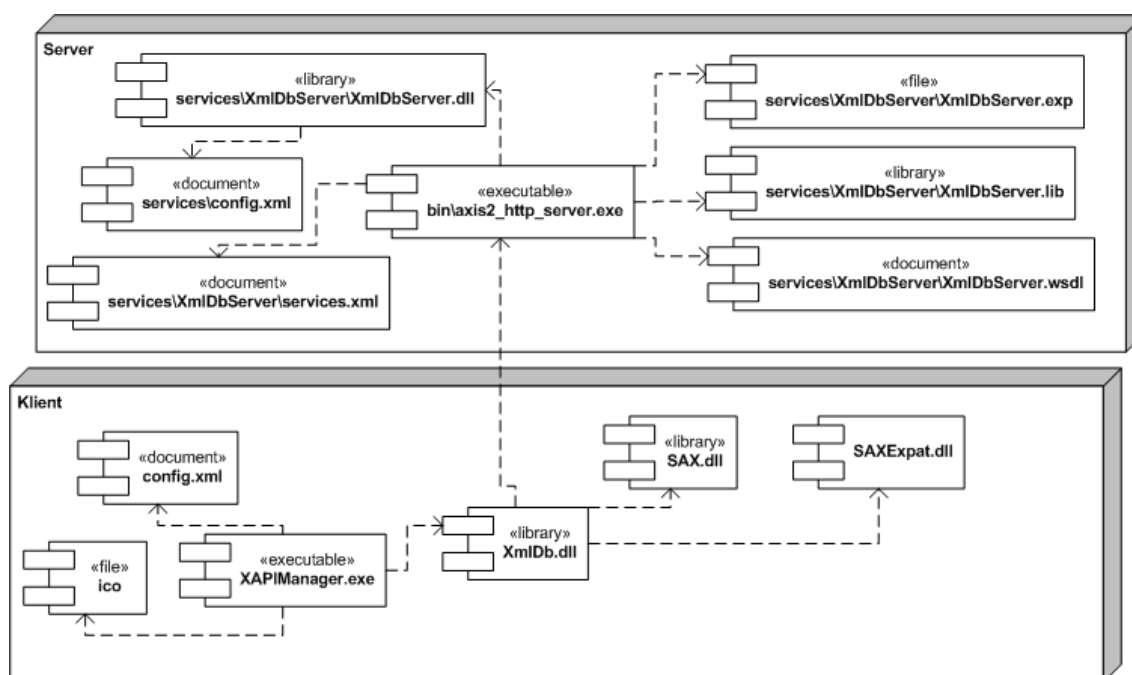 Server
«library»
services\XmlDbServer\XmlDbServer.dll
«file»
services\XmlDbServer\XmlDbServer.exp
«document»
services\config.xml
«executable»
bin\axis2_http_server.exe
«library»
services\XmlDbServer\XmlDbServer.lib
«document»
services\XmlDbServer\services.xml
«document»
services\XmlDbServer\XmlDbServer.wsdl
Klient
«document»
config.xml
«library»
SAX.dll
SAXExpat.dll
«file»
ico
«executable»
XAPIManager.exe
«library»
XmlDb.dll